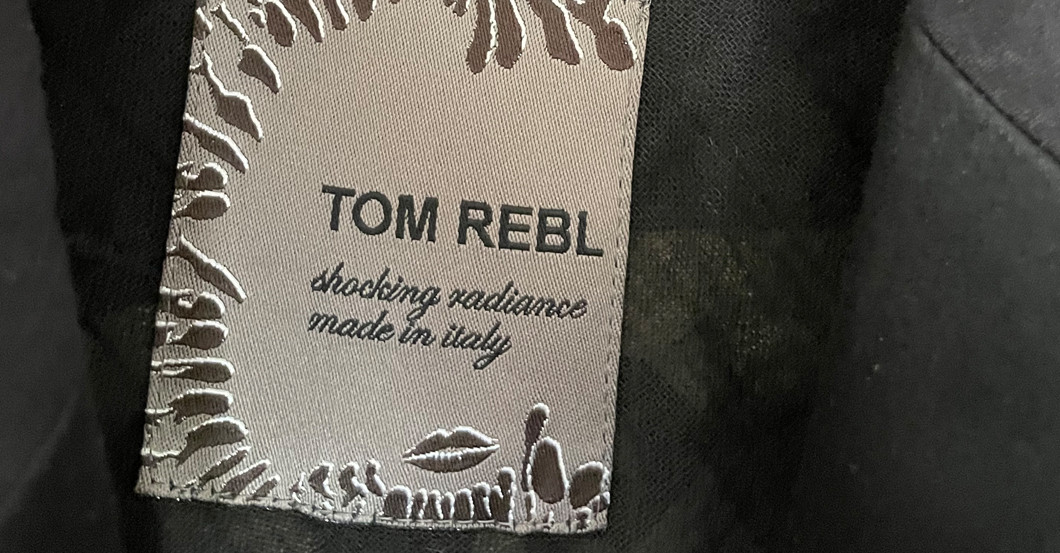 TOM REBL
shocking radiance
made in italy